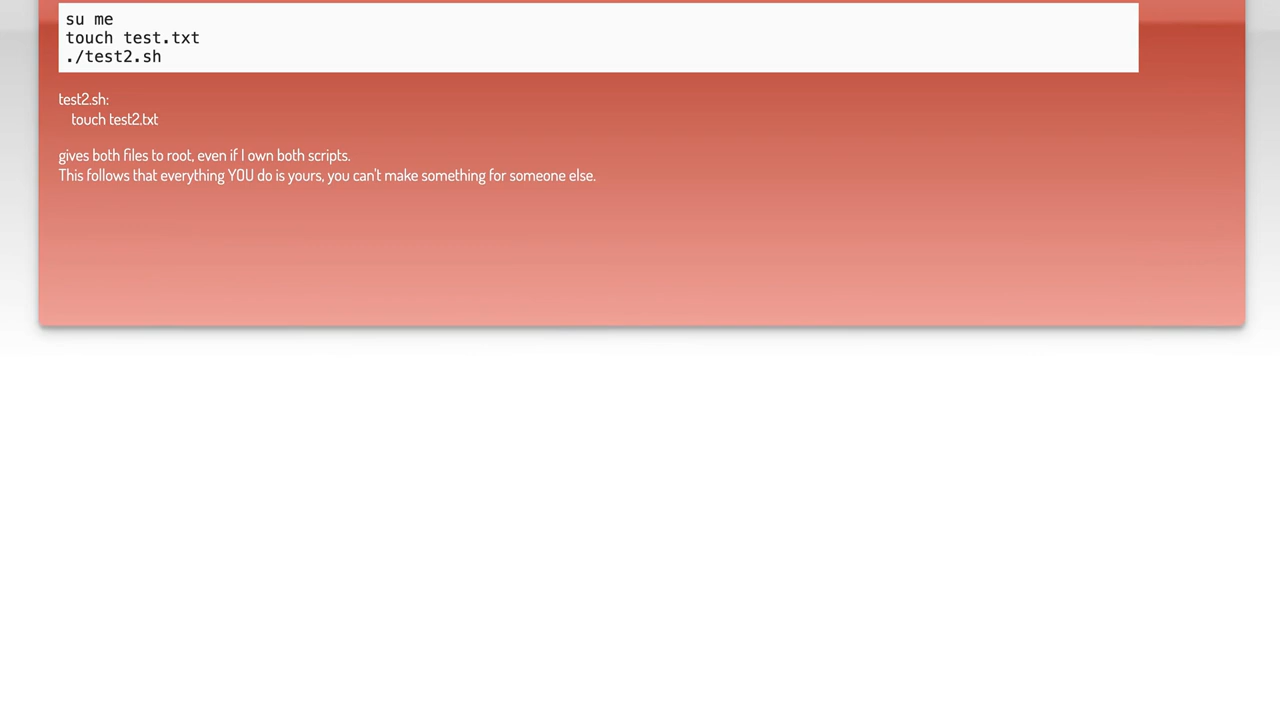 su me
touch test.txt
./test2.sh
test2.sh:
touch test2.txt
gives both files to root, even if I own both scripts.
This follows that everything YOU do is yours, you can't make something for someone else.